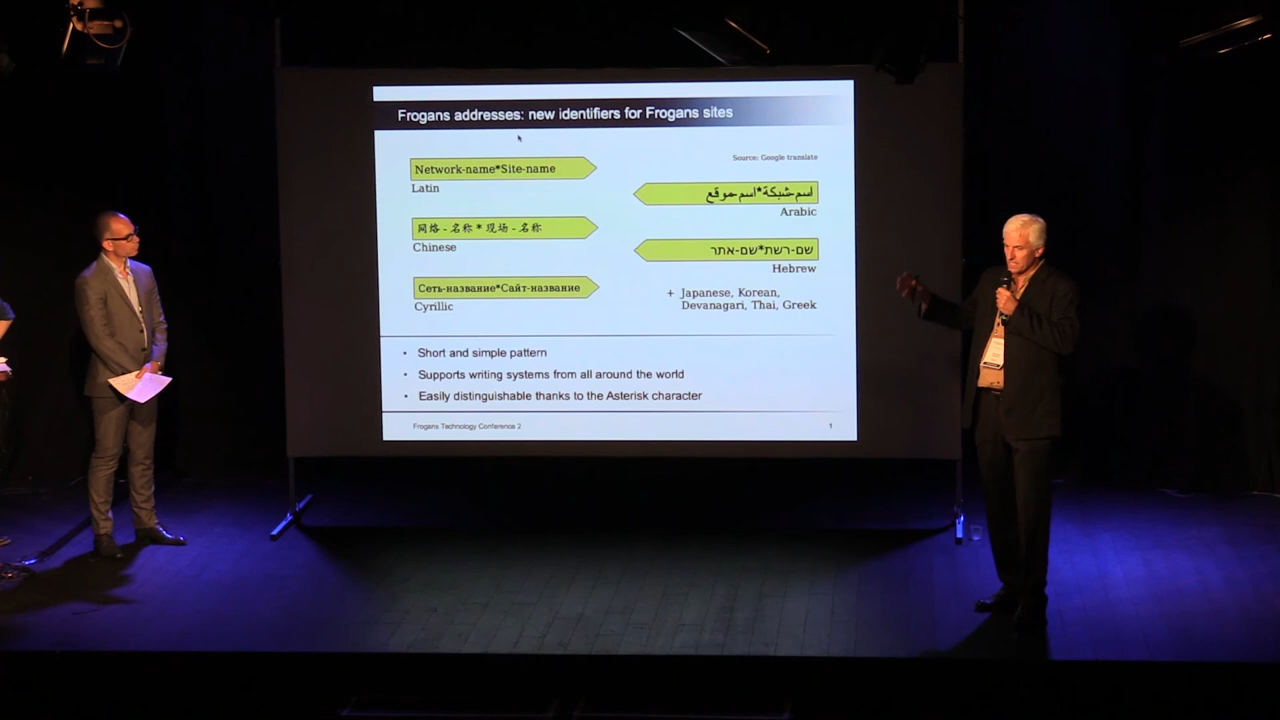 Frogans addresses: new identifiers for Frogans sites
Network-name*Site-name
Latin
网络 - 名称 * 现场 - 名称
Chinese
Сеть-название*Сайт-название
Cyrillic
Source: Google translate
اسم-شبكة*اسم-موقع
Arabic
שם-רשת*שם-אתר
Hebrew
+ Japanese, Korean,
Devanagari, Thai, Greek
• Short and simple pattern
• Supports writing systems from all around the world
• Easily distinguishable thanks to the Asterisk character
Frogans Technology Conference 2
1